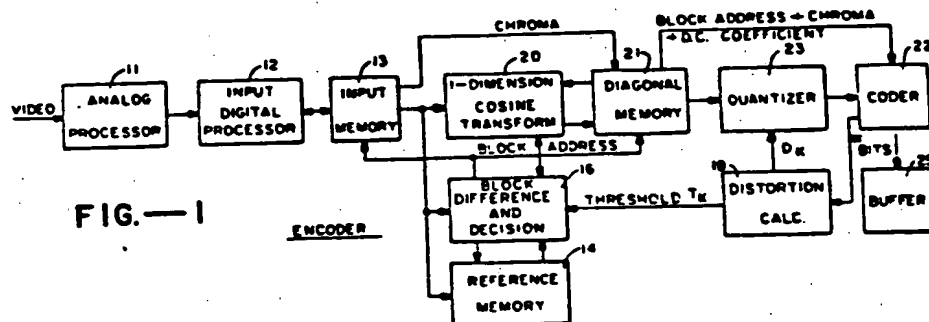 CHROMA
BLOCK ADDRESS + CHROMA
+ D.C. COEFFICIENT
11
12
13
20
21
23
22
VIDEO
ANALOG
PROCESSOR
INPUT
DIGITAL
PROCESSOR
INPUT
MEMORY
1-DIMENSION
COSINE
TRANSFORM
DIAGONAL
MEMORY
QUANTIZER
CODER
BLOCK ADDRESS
DK
BITS
16
19
25
BLOCK
DIFFERENCE
AND
DECISION
THRESHOLD TK
DISTORTION
CALC.
BUFFER
FIG.—1
ENCODER
14
REFERENCE
MEMORY